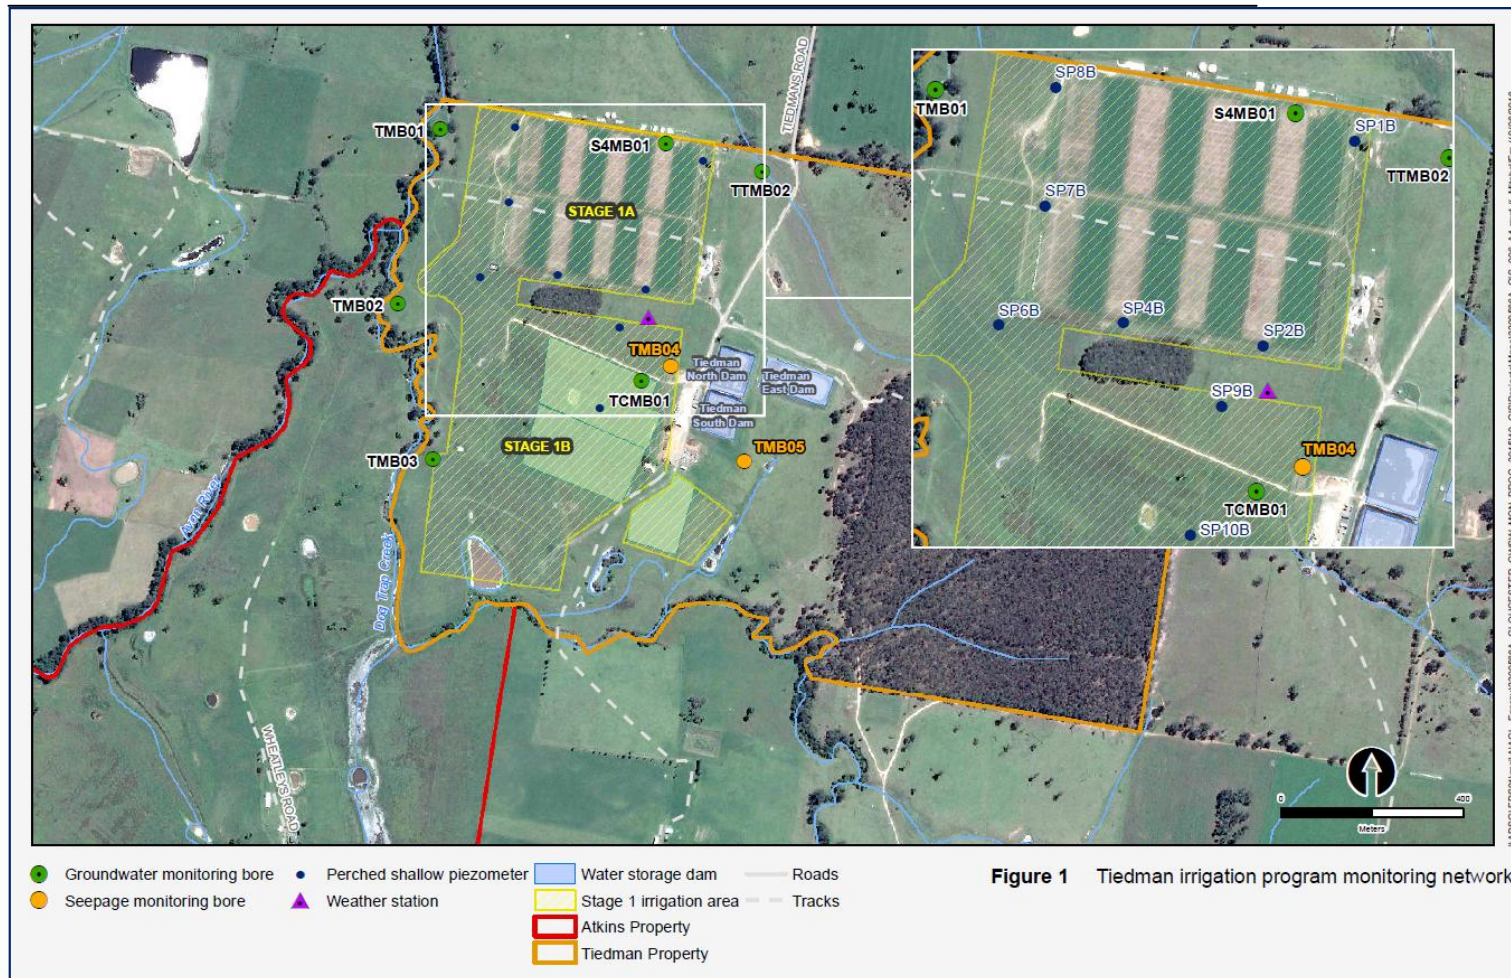 TIEDMANS ROAD
TMB01
S4MB01
TTMB02
STAGE 1A
TMB02
TMB04
Tiedman
North Dam
Tiedman
East Dam
TCMB01
Tiedman
South Dam
STAGE 1B
TMB03
TMB05
Avon River
Dog Trap Creek
WHEATLEYS ROAD
SP8B
TMB01
S4MB01
SP1B
TTMB02
SP7B
SP6B
SP4B
SP2B
SP9B
TMB04
TCMB01
SP10B
0 400
Meters
Groundwater monitoring bore
Seepage monitoring bore
Perched shallow piezometer
Weather station
Water storage dam
Stage 1 irrigation area
Atkins Property
Tiedman Property
Roads
Tracks
Figure 1 Tiedman irrigation program monitoring network